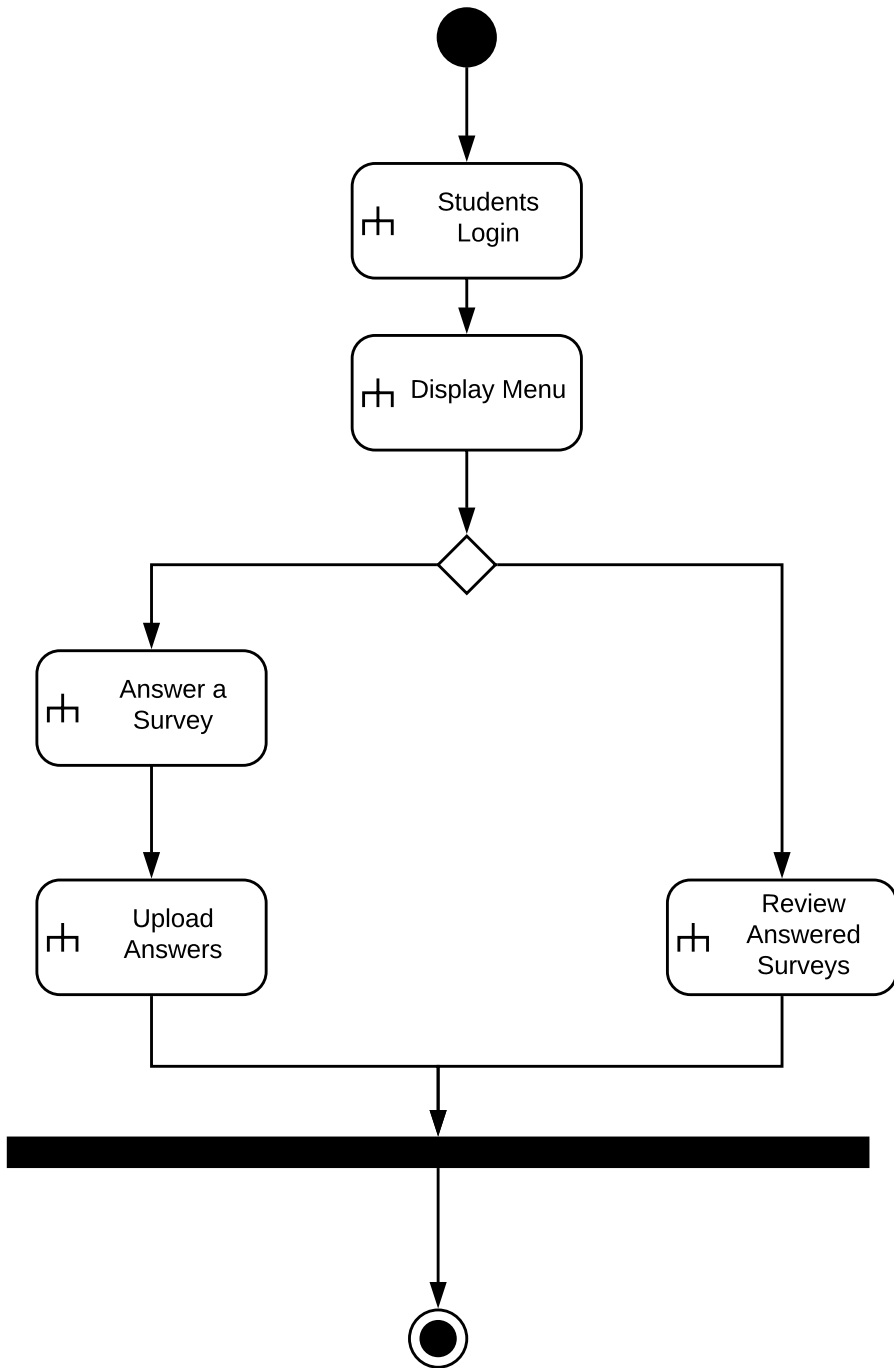 Students
Login
Display Menu
Answer a
Survey
Upload
Answers
Review
Answered
Surveys